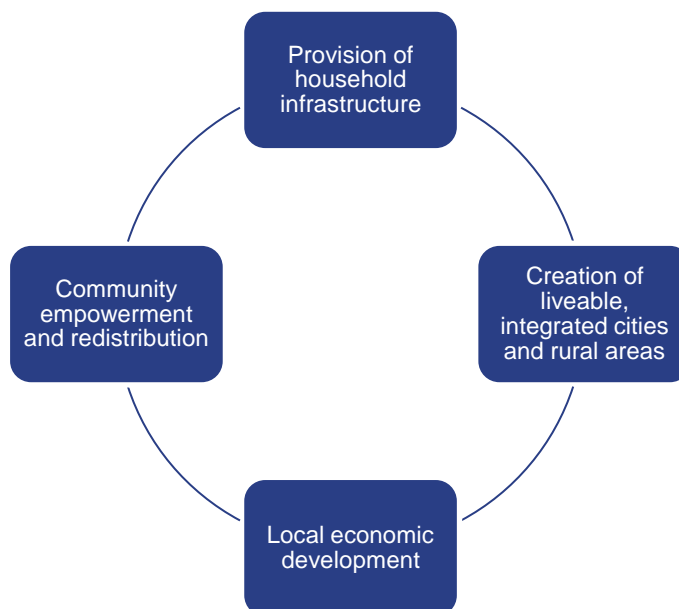 Provision of
household
infrastructure
Creation of
liveable,
integrated cities
and rural areas
Local economic
development
Community
empowerment
and redistribution